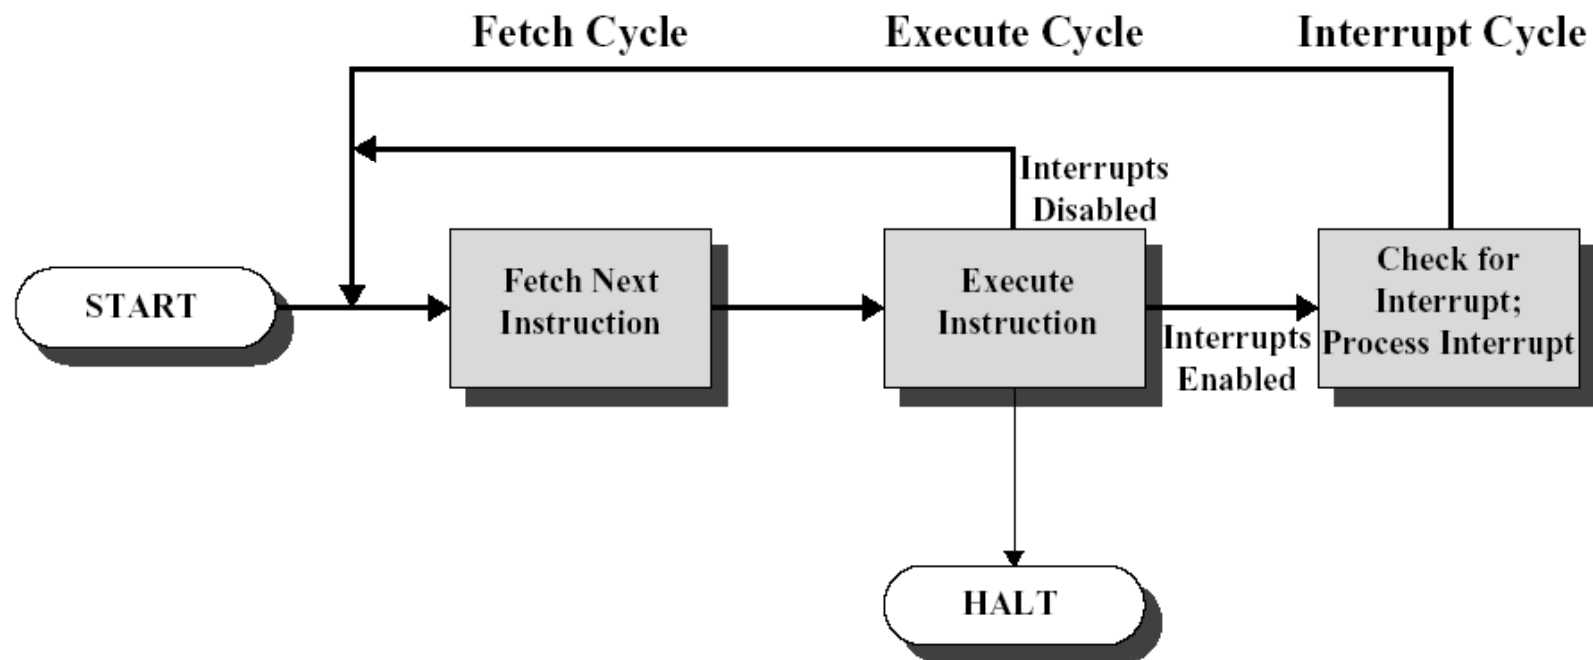 Fetch Cycle
Execute Cycle
Interrupt Cycle
Interrupts
Disabled
START
Fetch Next
Instruction
Execute
Instruction
Interrupts
Enabled
Check for
Interrupt;
Process Interrupt
HALT